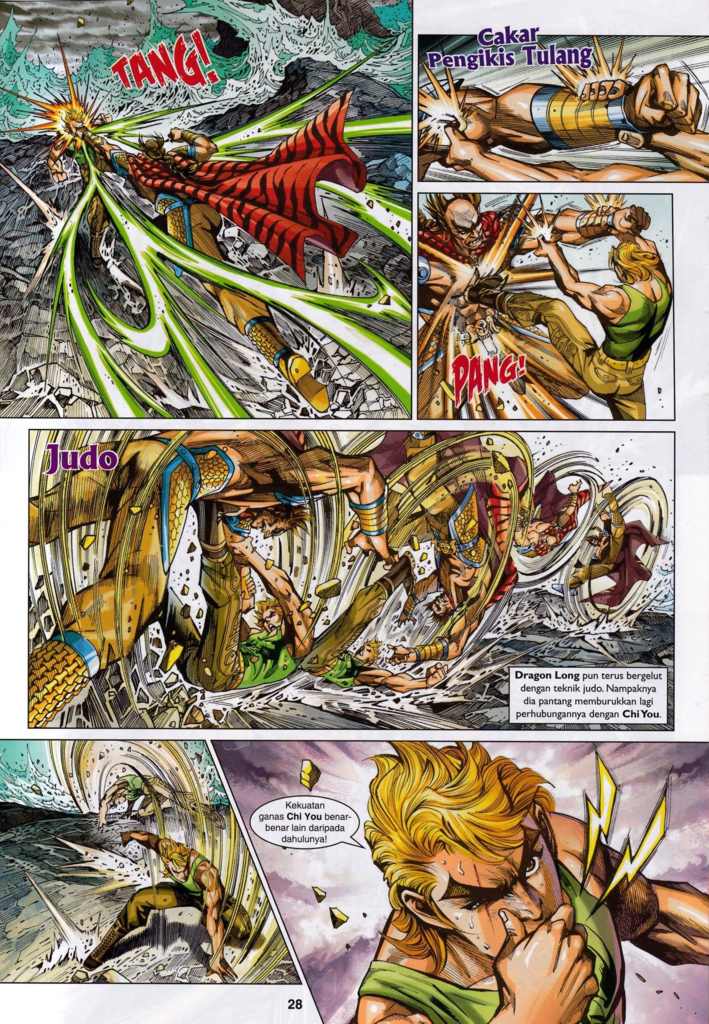 TANG!
Cakar
Pengikis Tulang
PANG!
Judo
Dragon Long pun terus bergelut
dengan teknik judo. Nampaknya
dia pantang memburukkan lagi
perhubungannya dengan Chi You.
Kekuatan
ganas Chi You benar-
benar lain daripada
dahulunya!
28